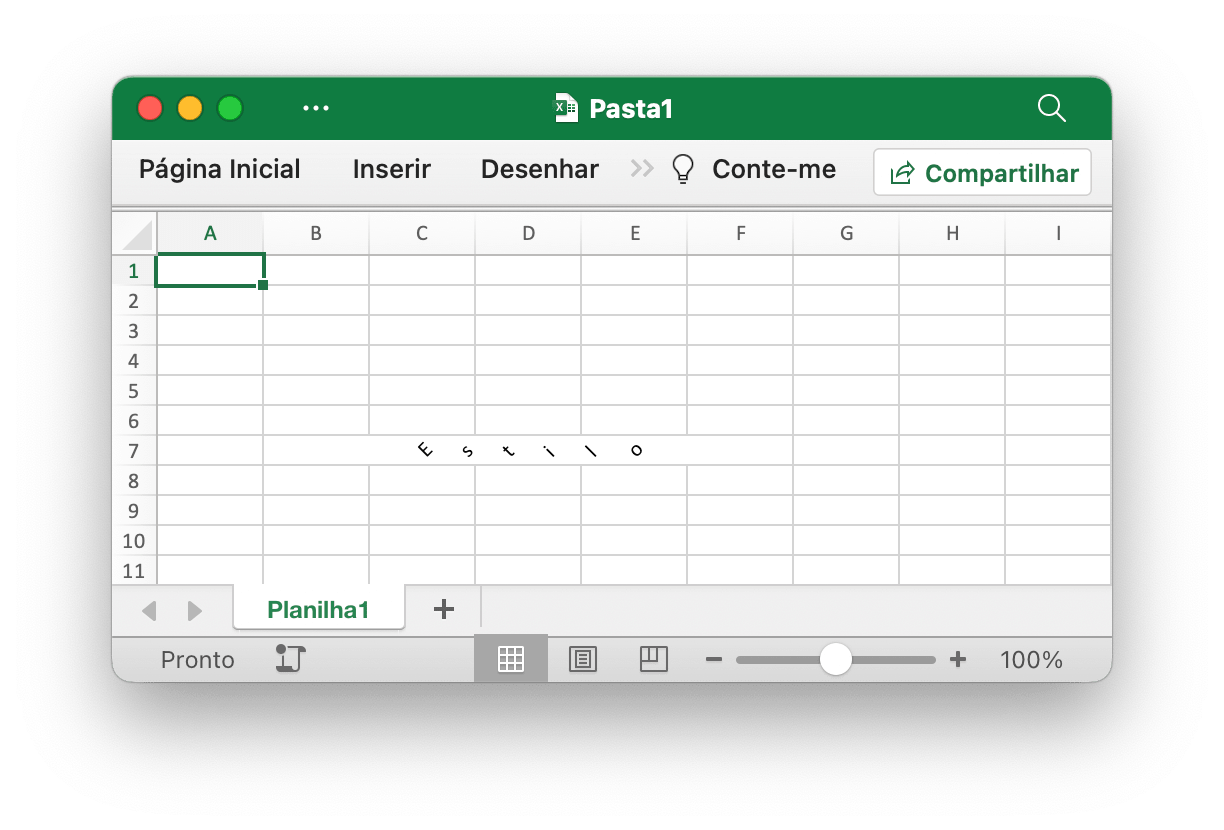 Pasta1
Página Inicial Inserir Desenhar Conte-me Compartilhar
A B C D E F G H I
1
2
3
4
5
6
7 E s t i l o
8
9
10
11
Planilha1
Pronto 100%